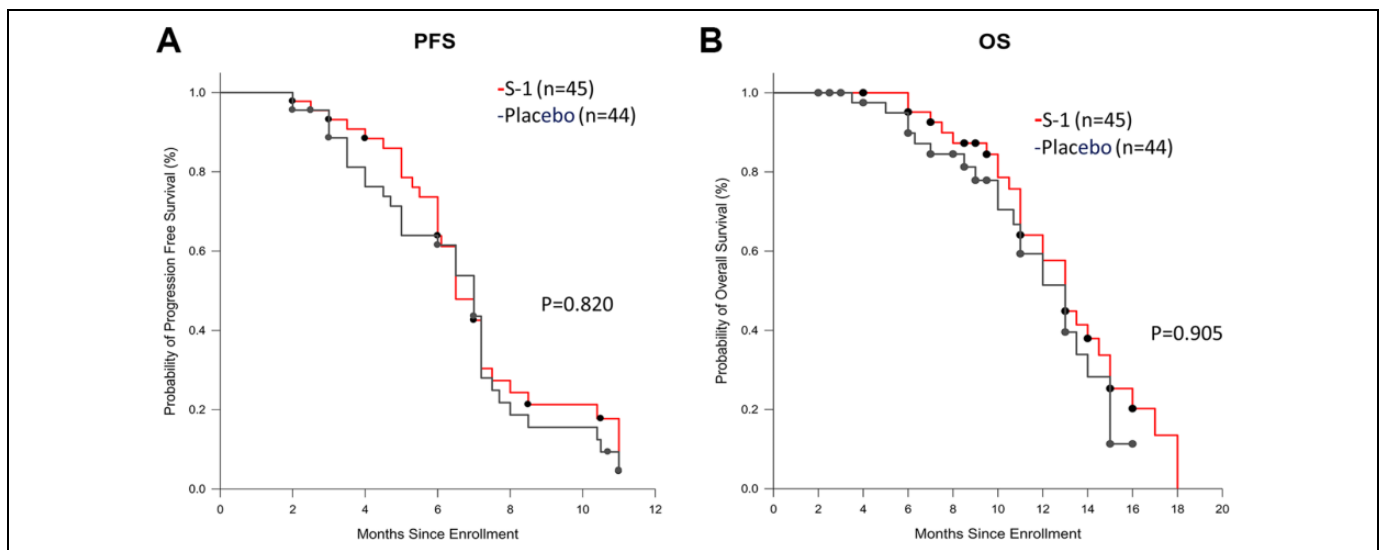 A
PFS
Probability of Progression Free Survival (%)
1.0
0.8
0.6
0.4
0.2
0.0
-S-1 (n=45)
-Placebo (n=44)
P=0.820
0 2 4 6 8 10 12
Months Since Enrollment
B
OS
Probability of Overall Survival (%)
1.0
0.8
0.6
0.4
0.2
0.0
-S-1 (n=45)
-Placebo (n=44)
P=0.905
0 2 4 6 8 10 12 14 16 18 20
Months Since Enrollment